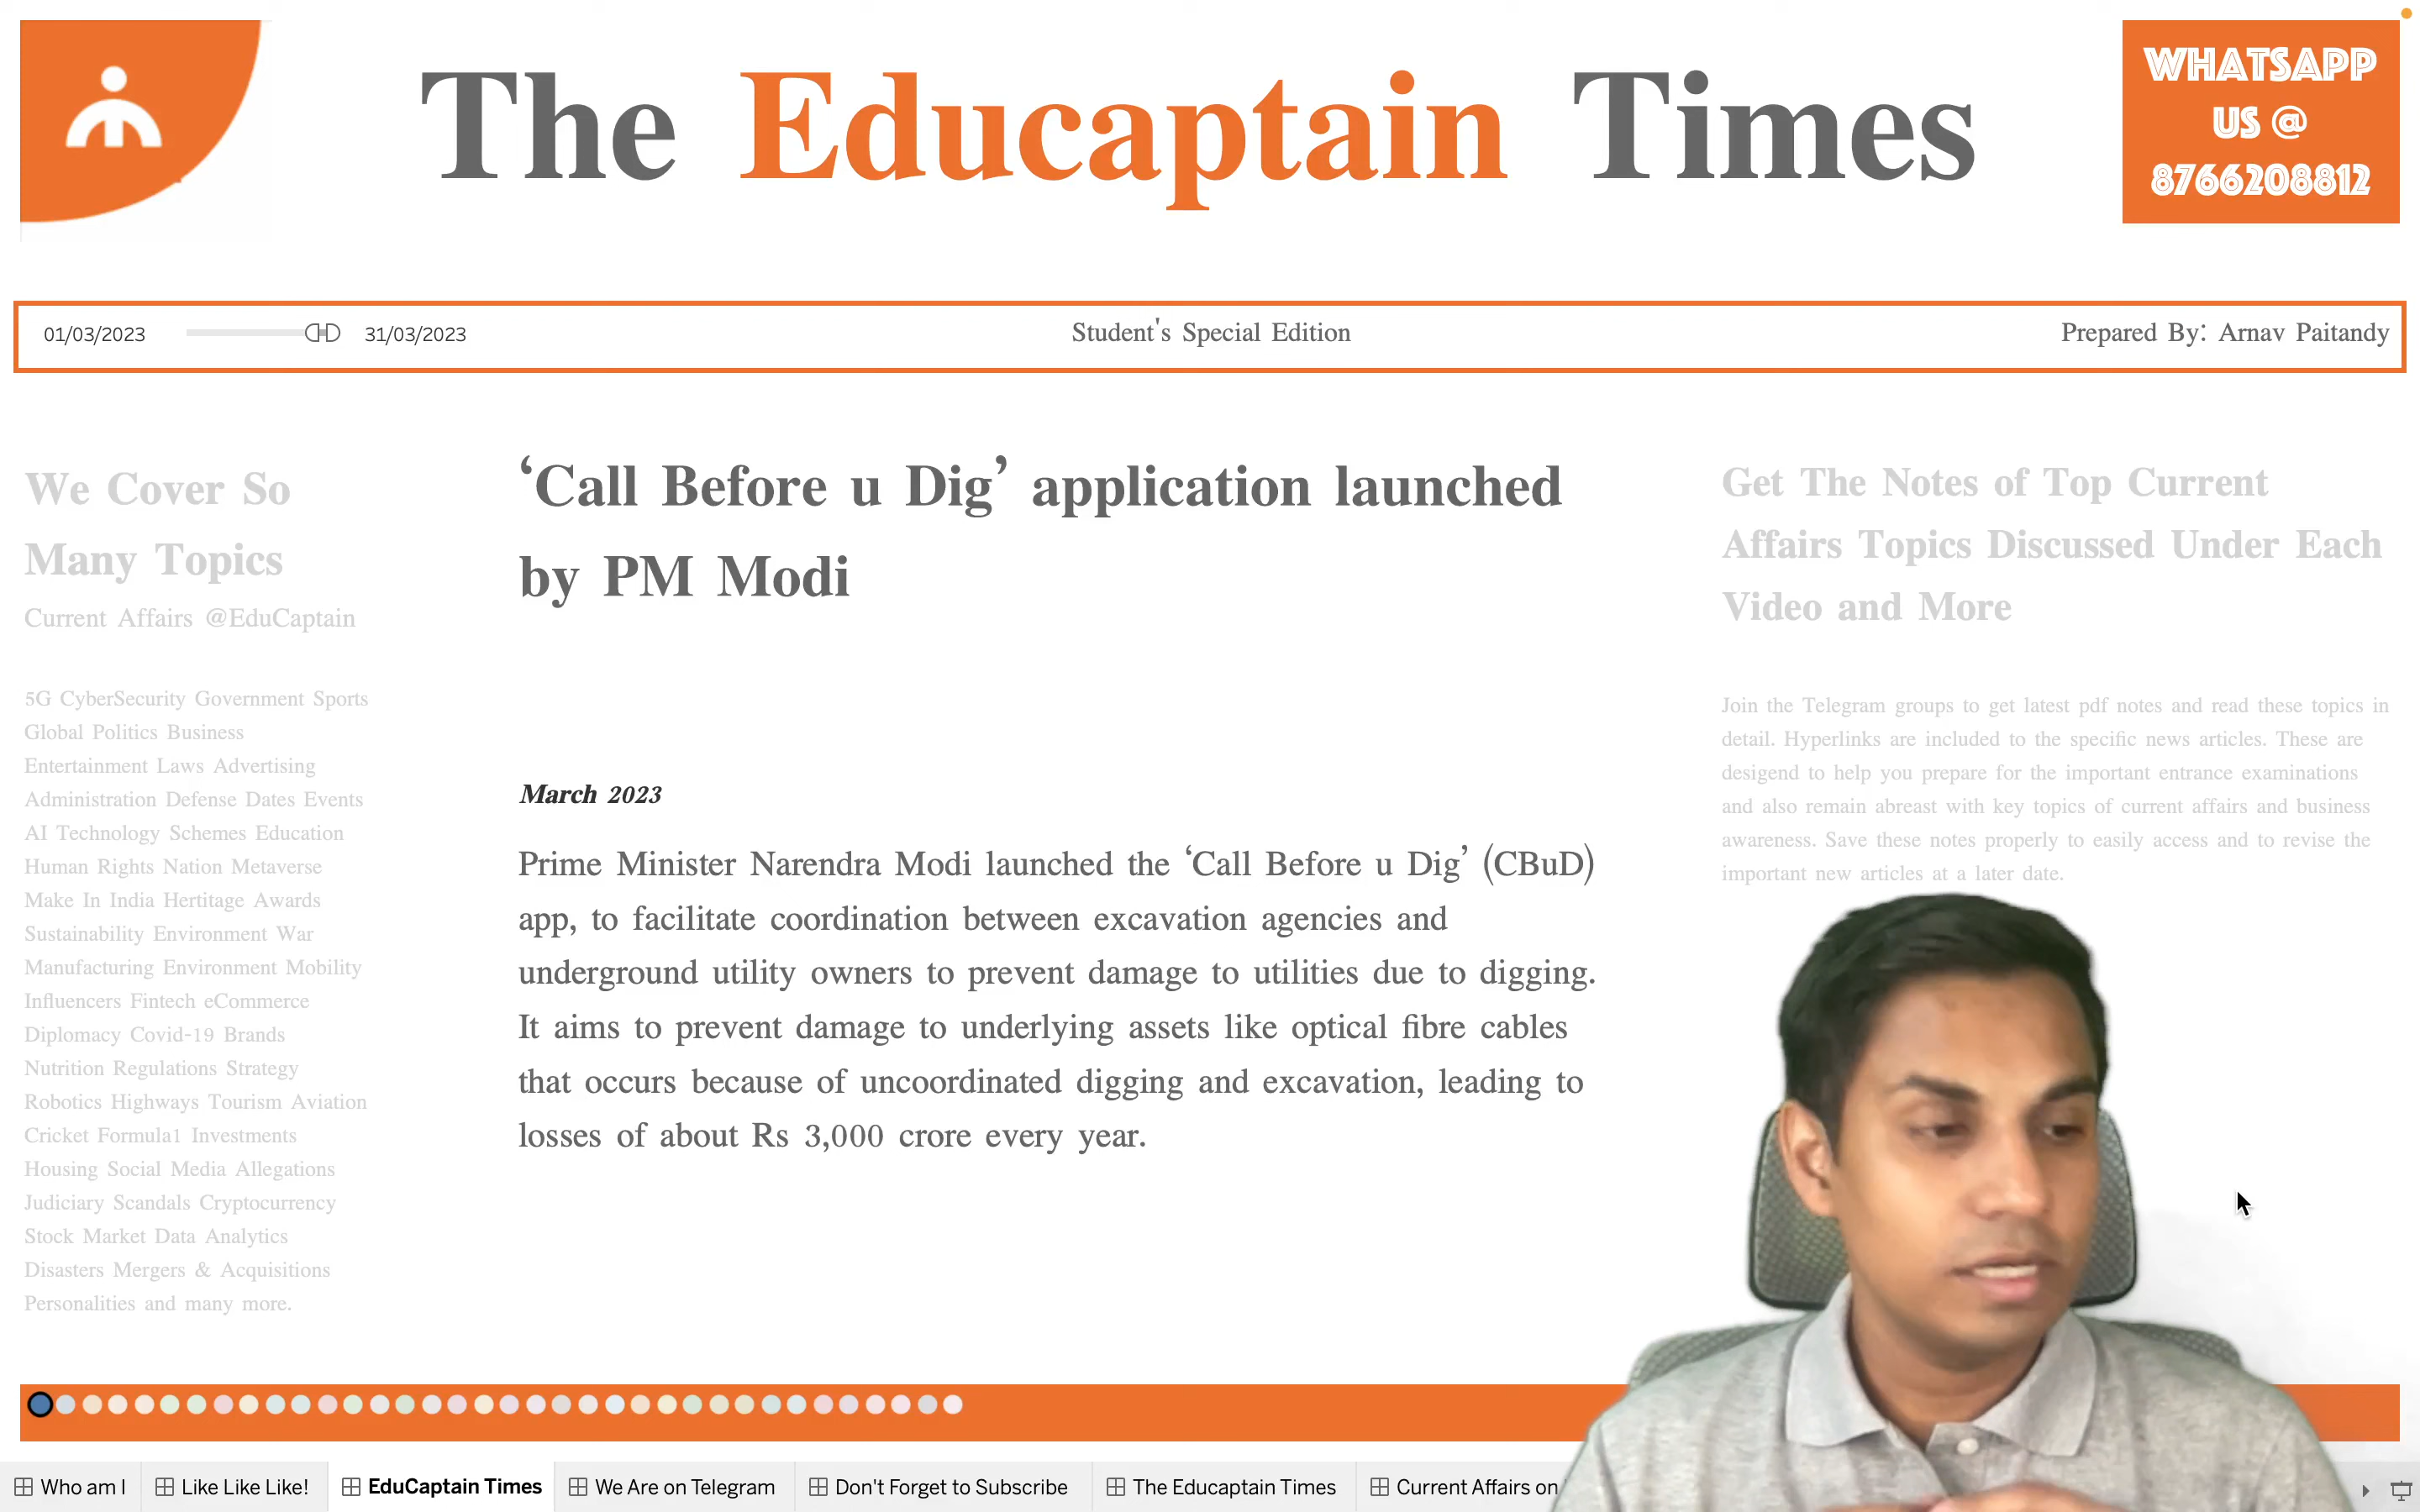 The Educaptain Times
WHATSAPP
US @
8766208812
01/03/2023 31/03/2023
Student's Special Edition
Prepared By: Arnav Paitandy
We Cover So
Many Topics
Current Affairs @EduCaptain
5G CyberSecurity Government Sports
Global Politics Business
Entertainment Laws Advertising
Administration Defense Dates Events
AI Technology Schemes Education
Human Rights Nation Metaverse
Make In India Hertitage Awards
Sustainability Environment War
Manufacturing Environment Mobility
Influencers Fintech eCommerce
Diplomacy Covid-19 Brands
Nutrition Regulations Strategy
Robotics Highways Tourism Aviation
Cricket Formula1 Investments
Housing Social Media Allegations
Judiciary Scandals Cryptocurrency
Stock Market Data Analytics
Disasters Mergers & Acquisitions
Personalities and many more.
‘Call Before u Dig’ application launched
by PM Modi
March 2023
Prime Minister Narendra Modi launched the ‘Call Before u Dig’ (CBuD)
app, to facilitate coordination between excavation agencies and
underground utility owners to prevent damage to utilities due to digging.
It aims to prevent damage to underlying assets like optical fibre cables
that occurs because of uncoordinated digging and excavation, leading to
losses of about Rs 3,000 crore every year.
Get The Notes of Top Current
Affairs Topics Discussed Under Each
Video and More
Join the Telegram groups to get latest pdf notes and read these topics in
detail. Hyperlinks are included to the specific news articles. These are
desigend to help you prepare for the important entrance examinations
and also remain abreast with key topics of current affairs and business
awareness. Save these notes properly to easily access and to revise the
important new articles at a later date.
Who am I
Like Like Like!
EduCaptain Times
We Are on Telegram
Don't Forget to Subscribe
The Educaptain Times
Current Affairs on